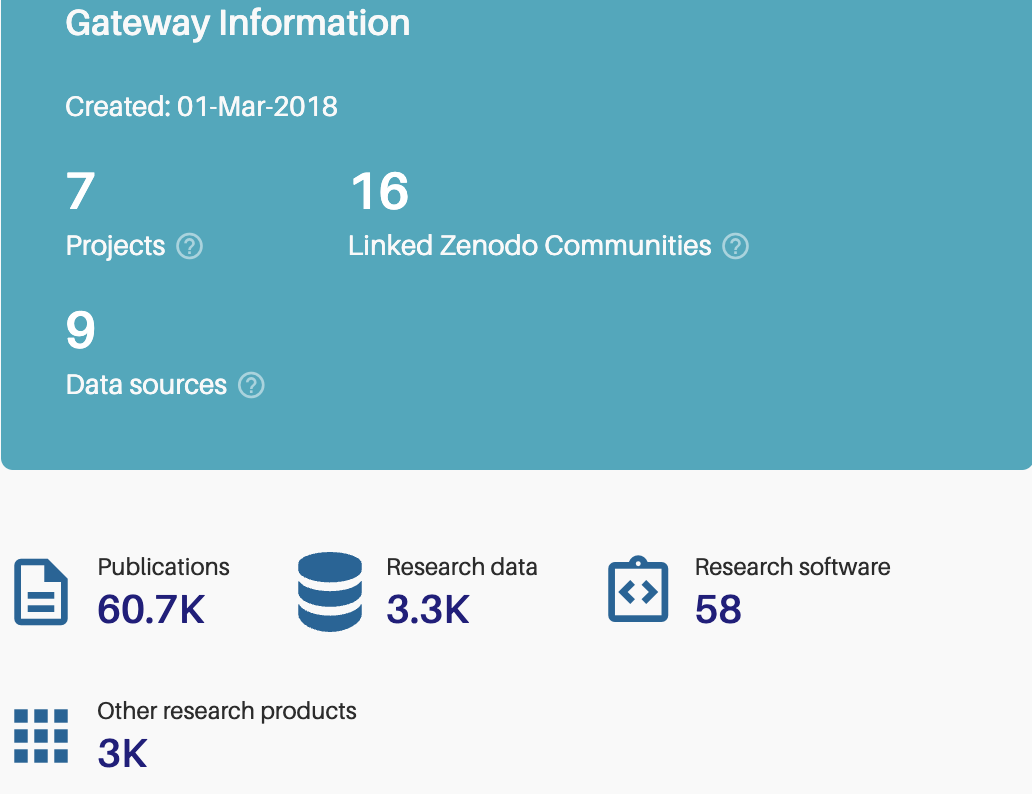 Gateway Information
Created: 01-Mar-2018
7
Projects ?
16
Linked Zenodo Communities ?
9
Data sources ?
Publications
60.7K
Research data
3.3K
Research software
58
Other research products
3K